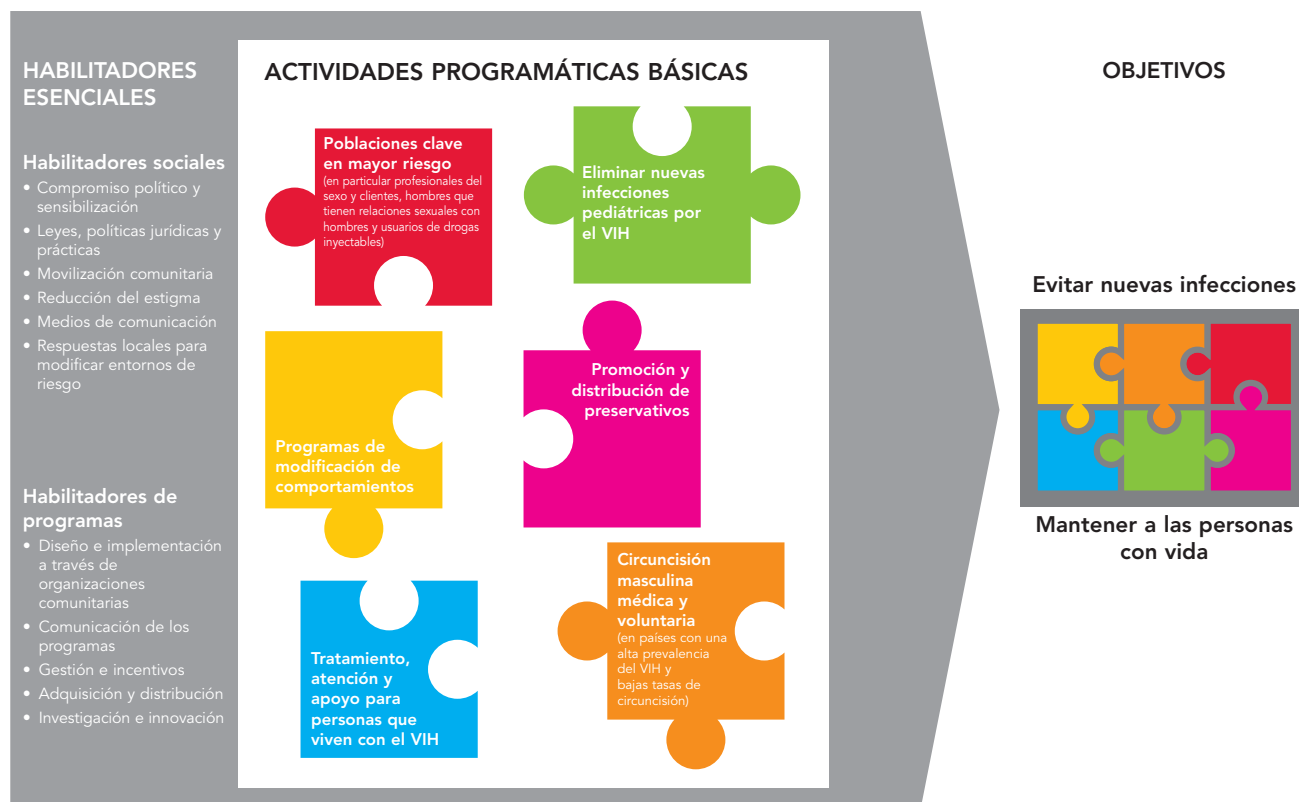 HABILITADORES
ESENCIALES
Habilitadores sociales
• Compromiso político y
sensibilización
• Leyes, políticas jurídicas y
prácticas
• Movilización comunitaria
• Reducción del estigma
• Medios de comunicación
• Respuestas locales para
modificar entornos de
riesgo
Habilitadores de
programas
• Diseño e implementación
a través de
organizaciones
comunitarias
• Comunicación de los
programas
• Gestión e incentivos
• Adquisición y distribución
• Investigación e innovación
ACTIVIDADES PROGRAMÁTICAS BÁSICAS
Poblaciones clave
en mayor riesgo
(en particular profesionales del
sexo y clientes, hombres que
tienen relaciones sexuales con
hombres y usuarios de drogas
inyectables)
Eliminar nuevas
infecciones
pediátricas por
el VIH
Programas de
modificación de
comportamientos
Promoción y
distribución de
preservativos
Tratamiento,
atención y
apoyo para
personas que
viven con el VIH
Circuncisión
masculina
médica y
voluntaria
(en países con una
alta prevalencia
del VIH y
bajas tasas de
circuncisión)
OBJETIVOS
Evitar nuevas infecciones
Mantener a las personas
con vida